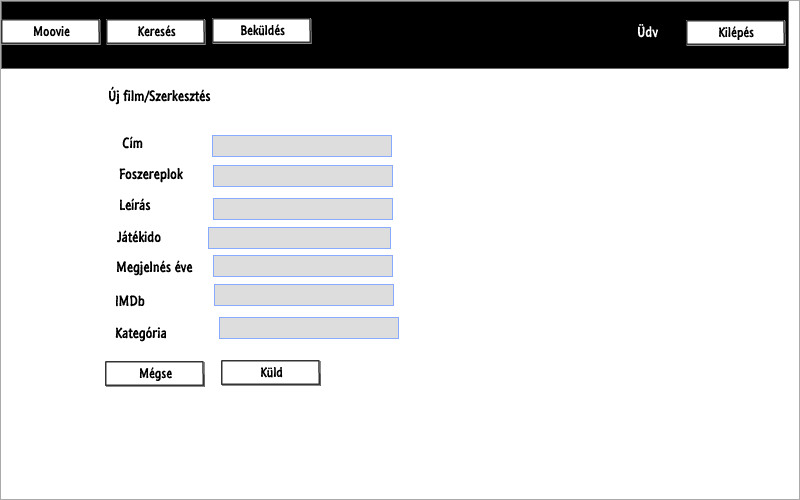 Moovie Keresés Beküldés Üdv Kilépés
Új film/Szerkesztés
Cím
Foszereplok
Leírás
Játékido
Megjelnés éve
IMDb
Kategória
Mégse Küld